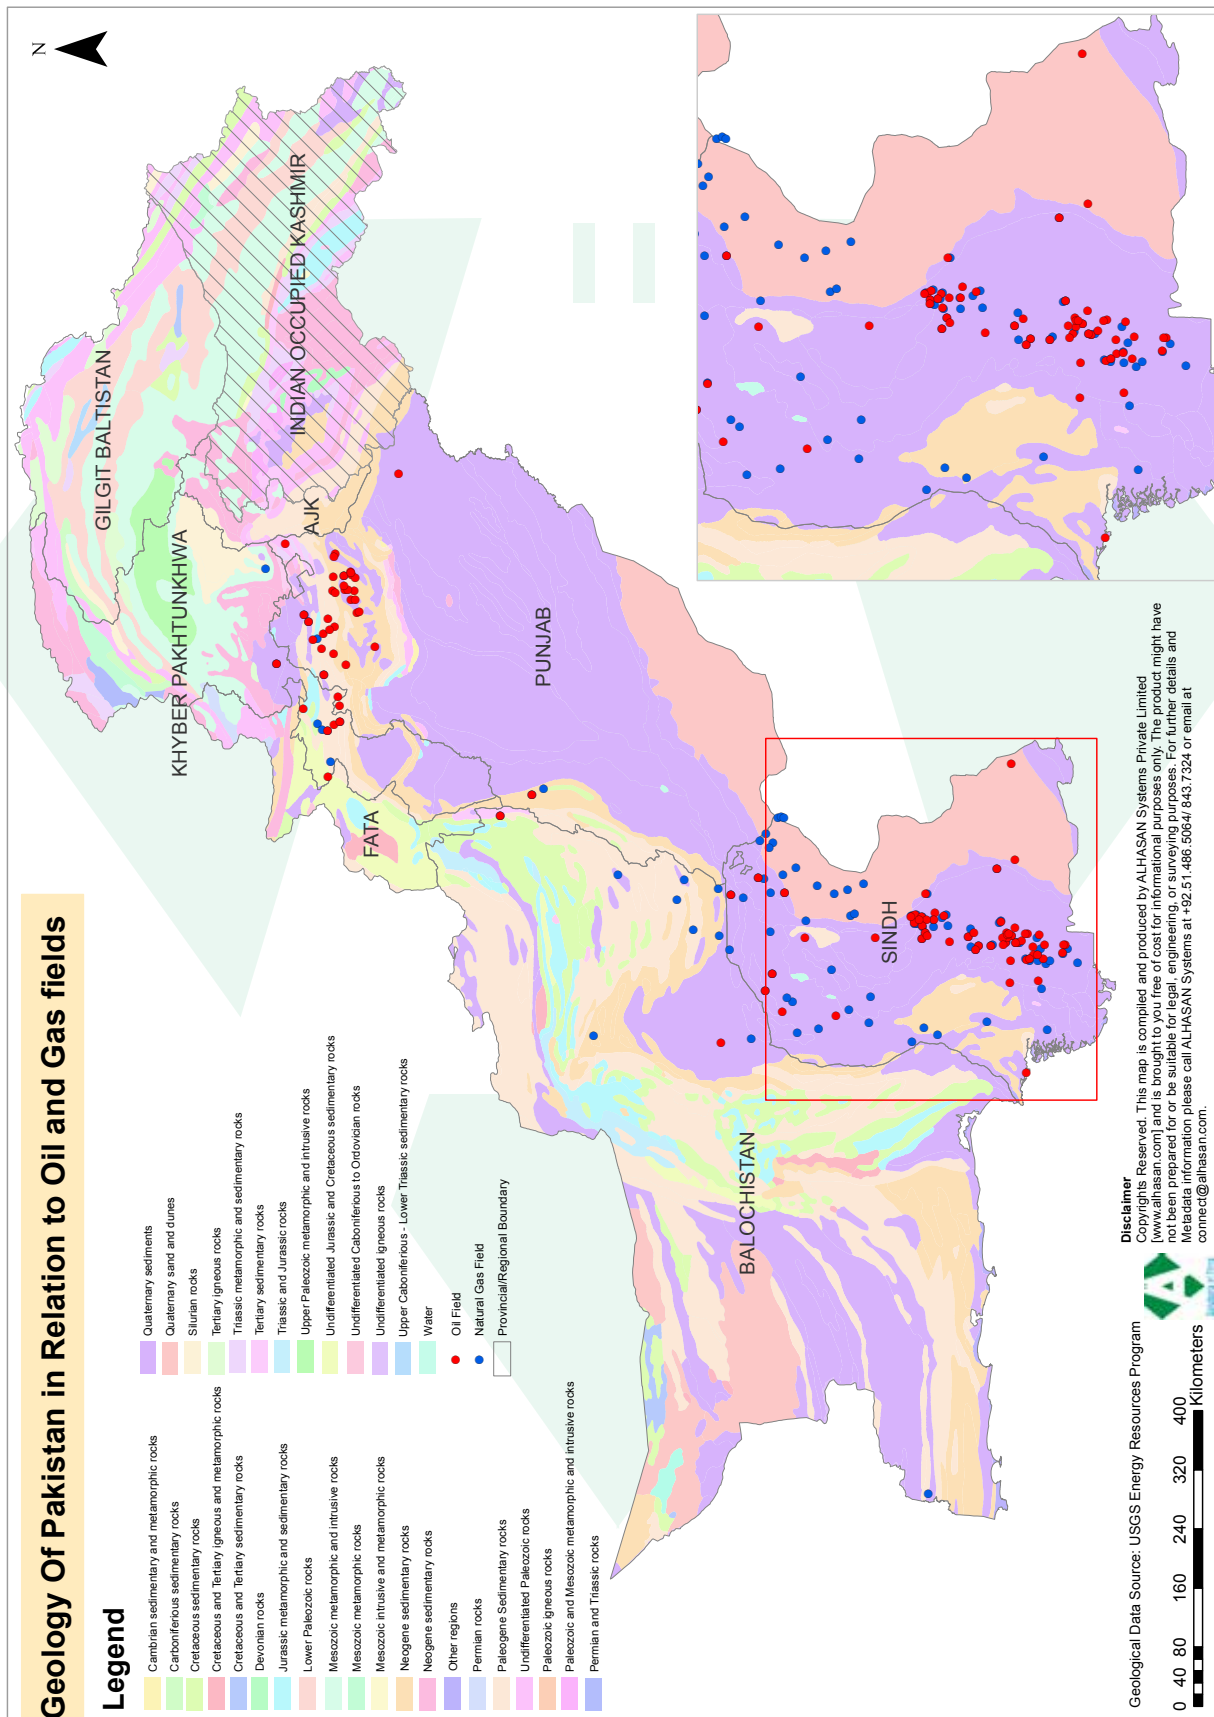 Geology Of Pakistan in Relation to Oil and Gas fields
N
Legend
Cambrian sedimentary and metamorphic rocks
Carboniferious sedimentary rocks
Cretaceous sedimentary rocks
Cretaceous and Tertiary igneous and metamorphic rocks
Cretaceous and Tertiary sedimentary rocks
Devonian rocks
Jurassic metamorphic and sedimentary rocks
Lower Paleozoic rocks
Mesozoic metamorphic and intrusive rocks
Mesozoic metamorphic rocks
Mesozoic intrusive and metamorphic rocks
Neogene sedimentary rocks
Neogene sedimentary rocks
Other regions
Permian rocks
Paleogene Sedimentary rocks
Undifferentiated Paleozoic rocks
Paleozoic igneous rocks
Paleozoic and Mesozoic metamorphic and intrusive rocks
Permian and Triassic rocks
Quaternary sediments
Quaternary sand and dunes
Silurian rocks
Tertiary igneous rocks
Triassic metamorphic and sedimentary rocks
Tertiary sedimentary rocks
Triassic and Jurassic rocks
Upper Paleozoic metamorphic and intrusive rocks
Undifferentiated Jurassic and Cretaceous sedimentary rocks
Undifferentiated Caboniferious to Ordovician rocks
Undifferentiated igneous rocks
Upper Caboniferious - Lower Triassic sedimentary rocks
Water
Oil Field
Natural Gas Field
Provincial/Regional Boundary
GILGIT BALTISTAN
KHYBER PAKHTUNKHWA
INDIAN OCCUPIED KASHMIR
AJK
FATA
PUNJAB
BALOCHISTAN
SINDH
Geological Data Source: USGS Energy Resources Program
0 40 80 160 240 320 400
Kilometers
Disclaimer
Copyrights Reserved. This map is compiled and produced by ALHASAN Systems Private Limited
[www.alhasan.com] and is brought to you free of cost for informational purposes only. The product might have
not been prepared for or be suitable for legal, engineering, or surveying purposes. For further details and
Metadata information please call ALHASAN Systems at +92.51.486.5064/ 843.7324 or email at
connect@alhasan.com.